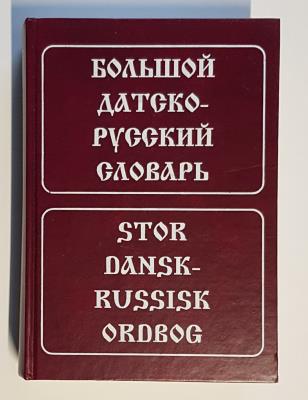 БОЛЬШОЙ
ДАТСКО-
РУССКИЙ
СЛОВАРЬ
STOR
DANSK-
RUSSISK
ORDBOG